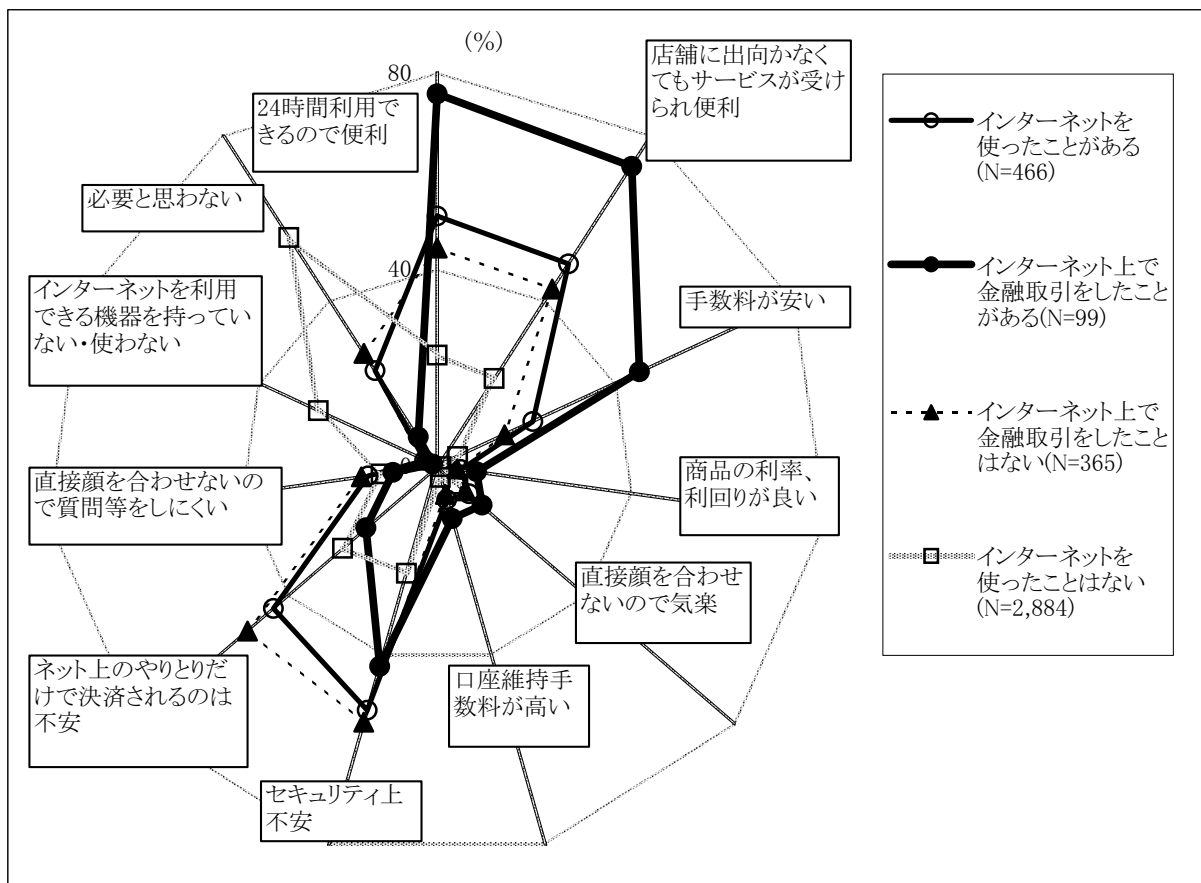 (%)
80
40
0
24時間利用で
きるので便利
店舗に出向かなく
てもサービスが受け
られ便利
手数料が安い
商品の利率、
利回りが良い
直接顔を合わせ
ないので気楽
口座維持手
数料が高い
セキュリティ上
不安
ネット上のやりとりだ
けで決済されるのは
不安
直接顔を合わせないの
で質問等をしにくい
インターネットを利用
できる機器を持ってい
ない・使わない
必要と思わない
インターネットを
使ったことがある
(N=466)
インターネット上で
金融取引をしたこと
がある(N=99)
インターネット上で
金融取引をしたこと
はない(N=365)
インターネットを
使ったことはない
(N=2,884)